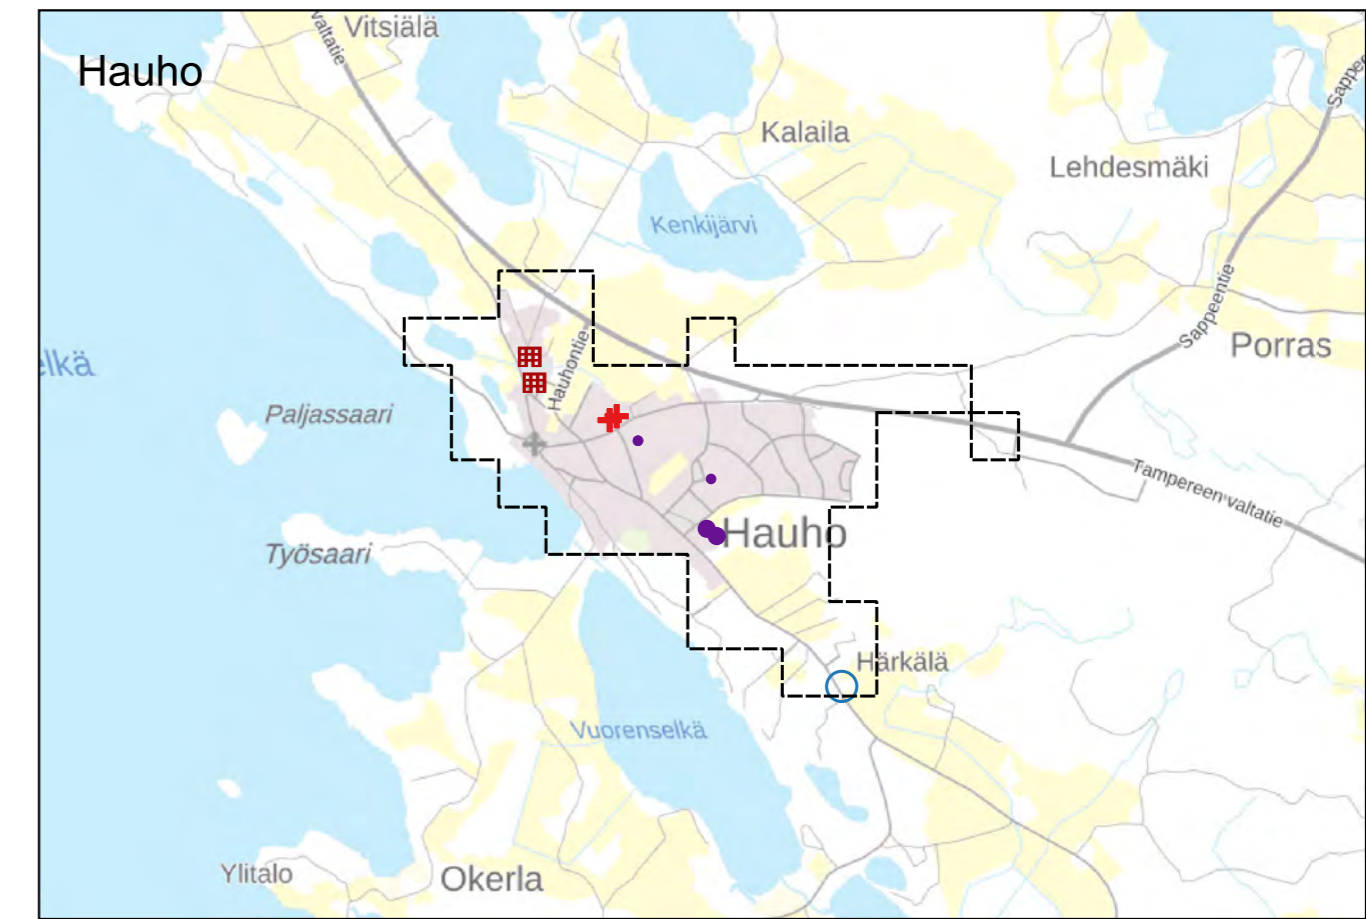 Vitsiälä
valtatie
Hauho
Sappee
Kalaila
Lehdesmäki
Kenkijärvi
Sappeentie
Porras
Hauhontie
elkä
Paljassaari
Tampereen valtatie
Hauho
Työsaari
Härkälä
Vuorenselkä
Ylitalo
Okerla